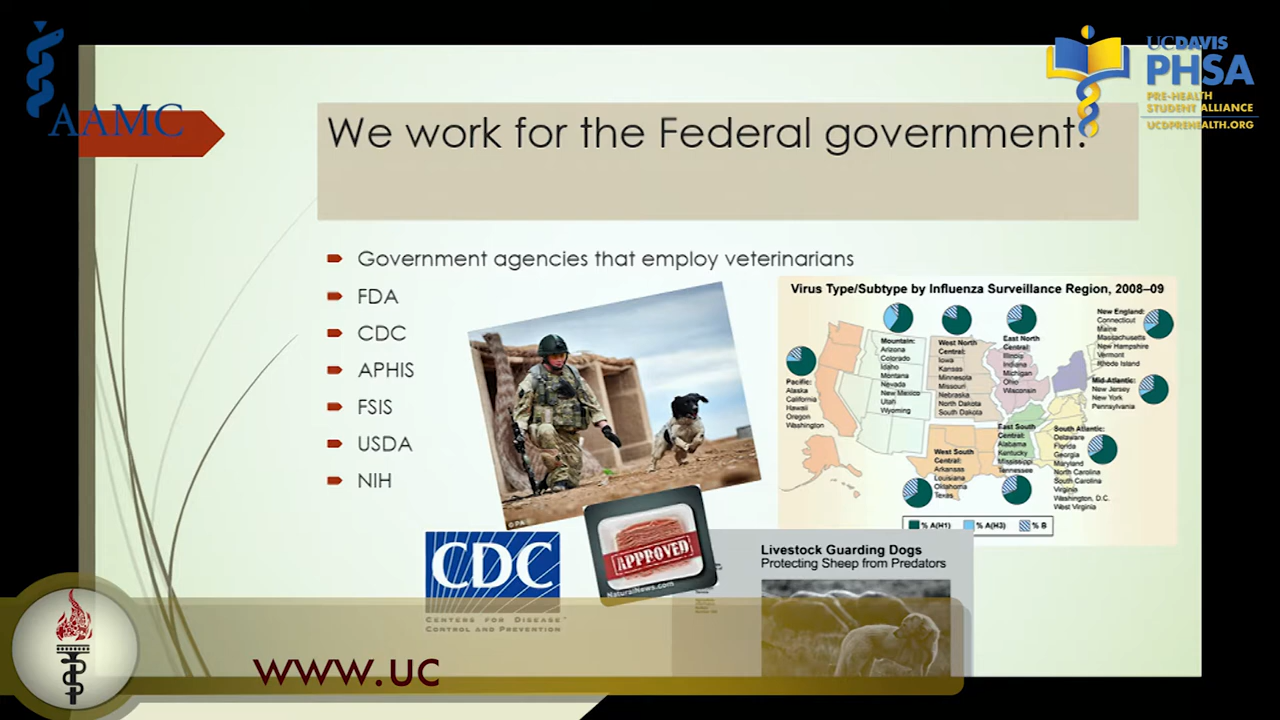 AAMC
UCDAVIS
PHSA
PRE-HEALTH
STUDENT ALLIANCE
UCDPREHEALTH.ORG
We work for the Federal government.
Government agencies that employ veterinarians
FDA
CDC
APHIS
FSIS
USDA
NIH
©PA
Virus Type/Subtype by Influenza Surveillance Region, 2008–09
Pacific:
Alaska
California
Hawaii
Oregon
Washington
Mountain:
Arizona
Colorado
Idaho
Montana
Nevada
New Mexico
Utah
Wyoming
West North
Central:
Iowa
Kansas
Minnesota
Missouri
Nebraska
North Dakota
South Dakota
East North
Central:
Illinois
Indiana
Michigan
Ohio
Wisconsin
New England:
Connecticut
Maine
Massachusetts
New Hampshire
Vermont
Rhode Island
Mid-Atlantic:
New Jersey
New York
Pennsylvania
West South
Central:
Arkansas
Louisiana
Oklahoma
Texas
East South
Central:
Alabama
Kentucky
Mississippi
Tennessee
South Atlantic:
Delaware
Florida
Georgia
Maryland
North Carolina
South Carolina
Virginia
Washington, D.C.
West Virginia
% A(H1) % A(H3) % B
CDC
CENTERS FOR DISEASE
CONTROL AND PREVENTION
APPROVED
NaturalNews.com
Livestock Guarding Dogs
Protecting Sheep from Predators
www.uc